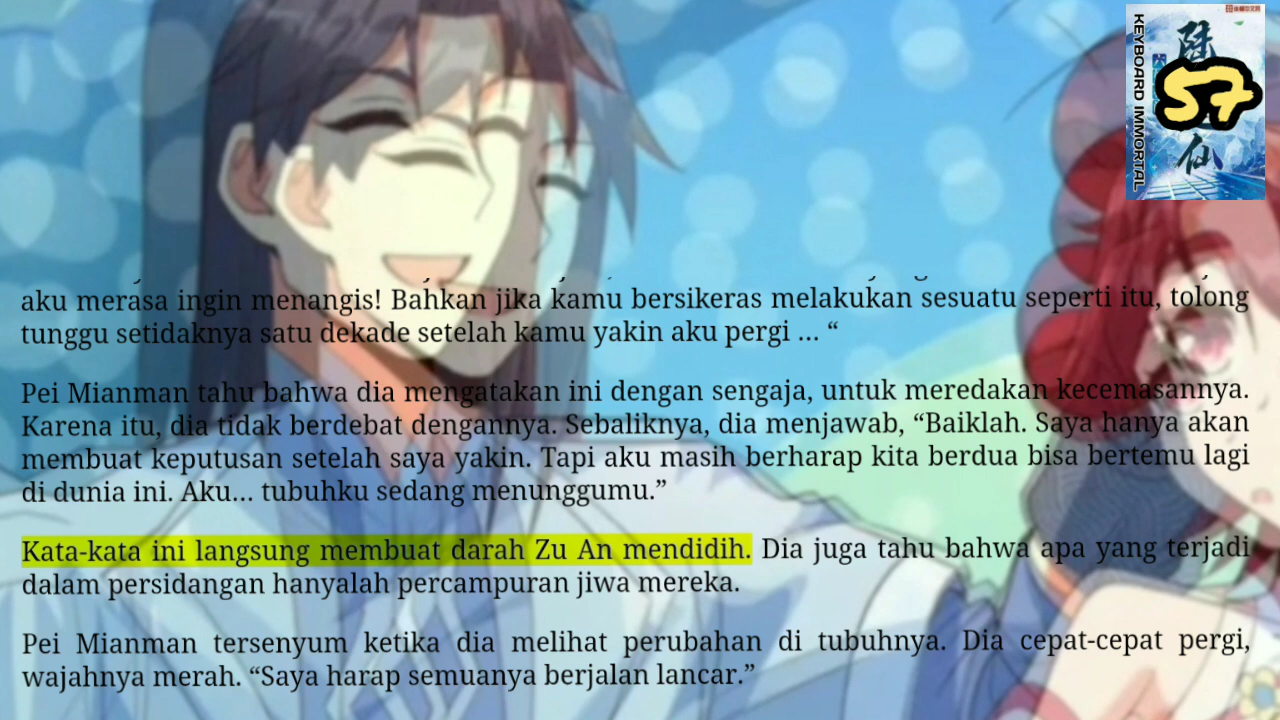 KEYBOARD IMMORTAL
陆
57
仙
aku merasa ingin menangis! Bahkan jika kamu bersikeras melakukan sesuatu seperti itu, tolong
tunggu setidaknya satu dekade setelah kamu yakin aku pergi … “
Pei Mianman tahu bahwa dia mengatakan ini dengan sengaja, untuk meredakan kecemasannya.
Karena itu, dia tidak berdebat dengannya. Sebaliknya, dia menjawab, “Baiklah. Saya hanya akan
membuat keputusan setelah saya yakin. Tapi aku masih berharap kita berdua bisa bertemu lagi
di dunia ini. Aku… tubuhku sedang menunggumu.”
Kata-kata ini langsung membuat darah Zu An mendidih. Dia juga tahu bahwa apa yang terjadi
dalam persidangan hanyalah percampuran jiwa mereka.
Pei Mianman tersenyum ketika dia melihat perubahan di tubuhnya. Dia cepat-cepat pergi,
wajahnya merah. “Saya harap semuanya berjalan lancar.”